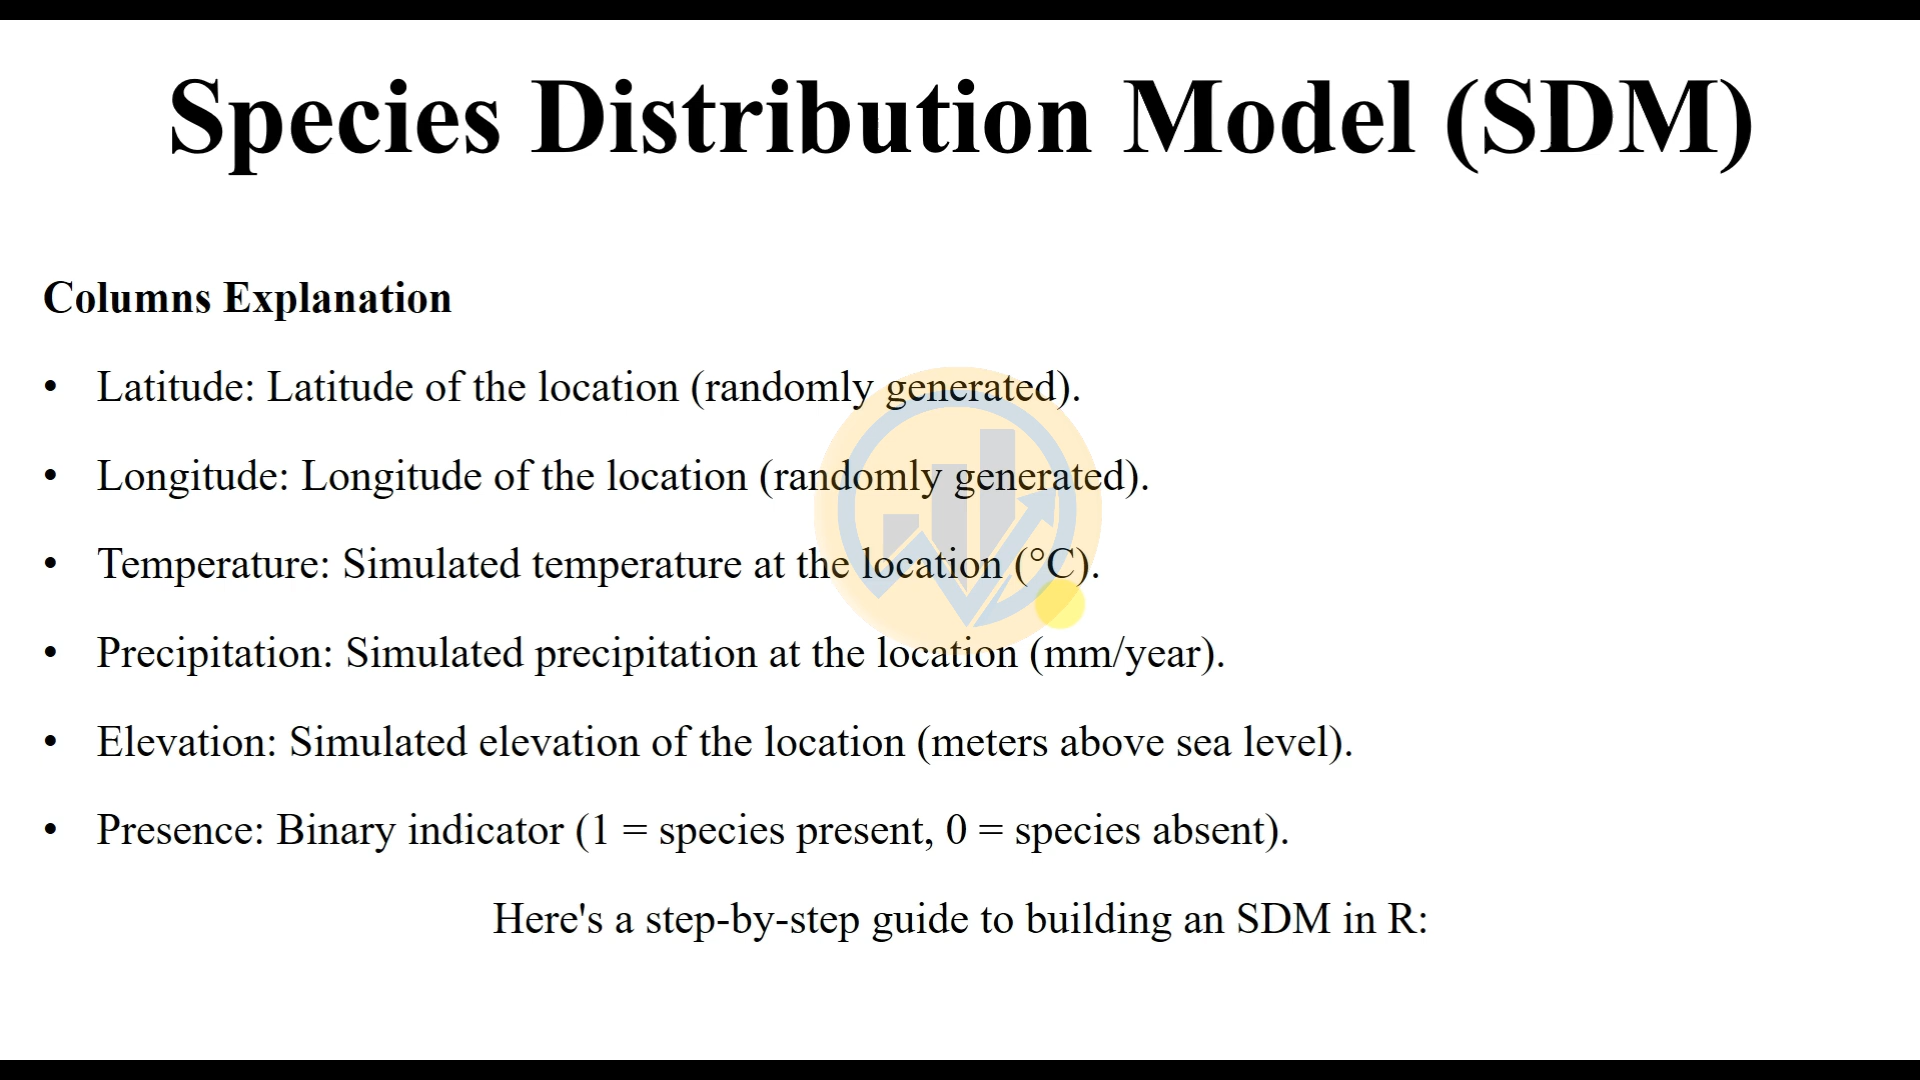 Species Distribution Model (SDM)
Columns Explanation
• Latitude: Latitude of the location (randomly generated).
• Longitude: Longitude of the location (randomly generated).
• Temperature: Simulated temperature at the location (°C).
• Precipitation: Simulated precipitation at the location (mm/year).
• Elevation: Simulated elevation of the location (meters above sea level).
• Presence: Binary indicator (1 = species present, 0 = species absent).
Here's a step-by-step guide to building an SDM in R: